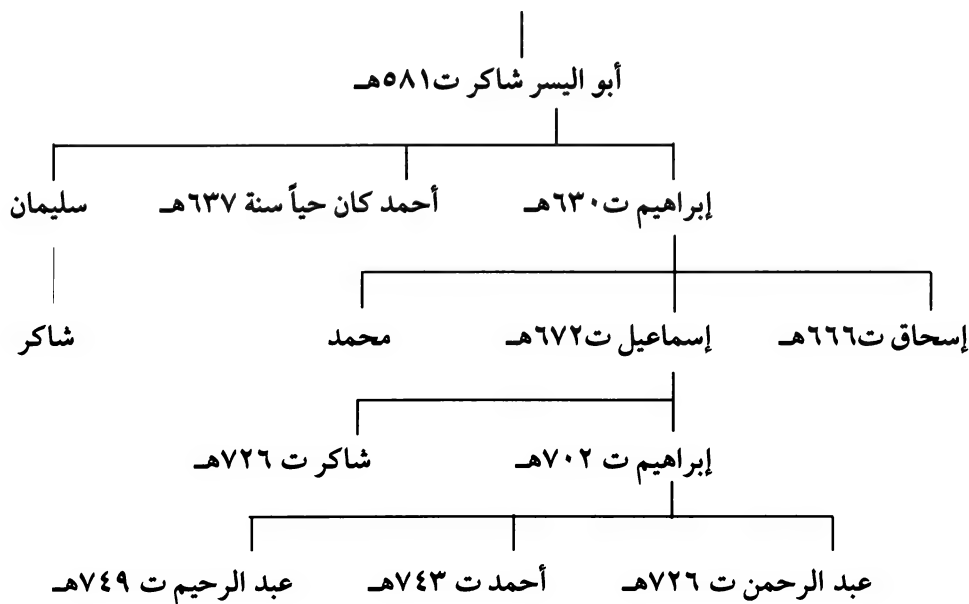 أبو اليسر شاكر ت٥٨١هـ
إبراهيم ت٦٣٠هـ أحمد كان حياً سنة ٦٣٧هـ سليمان
إسحاق ت٦٦٦هـ إسماعيل ت٦٧٢هـ محمد شاكر
إبراهيم ت ٧٠٢هـ شاكر ت ٧٢٦هـ
عبد الرحمن ت ٧٢٦هـ أحمد ت ٧٤٣هـ عبد الرحيم ت ٧٤٩هـ